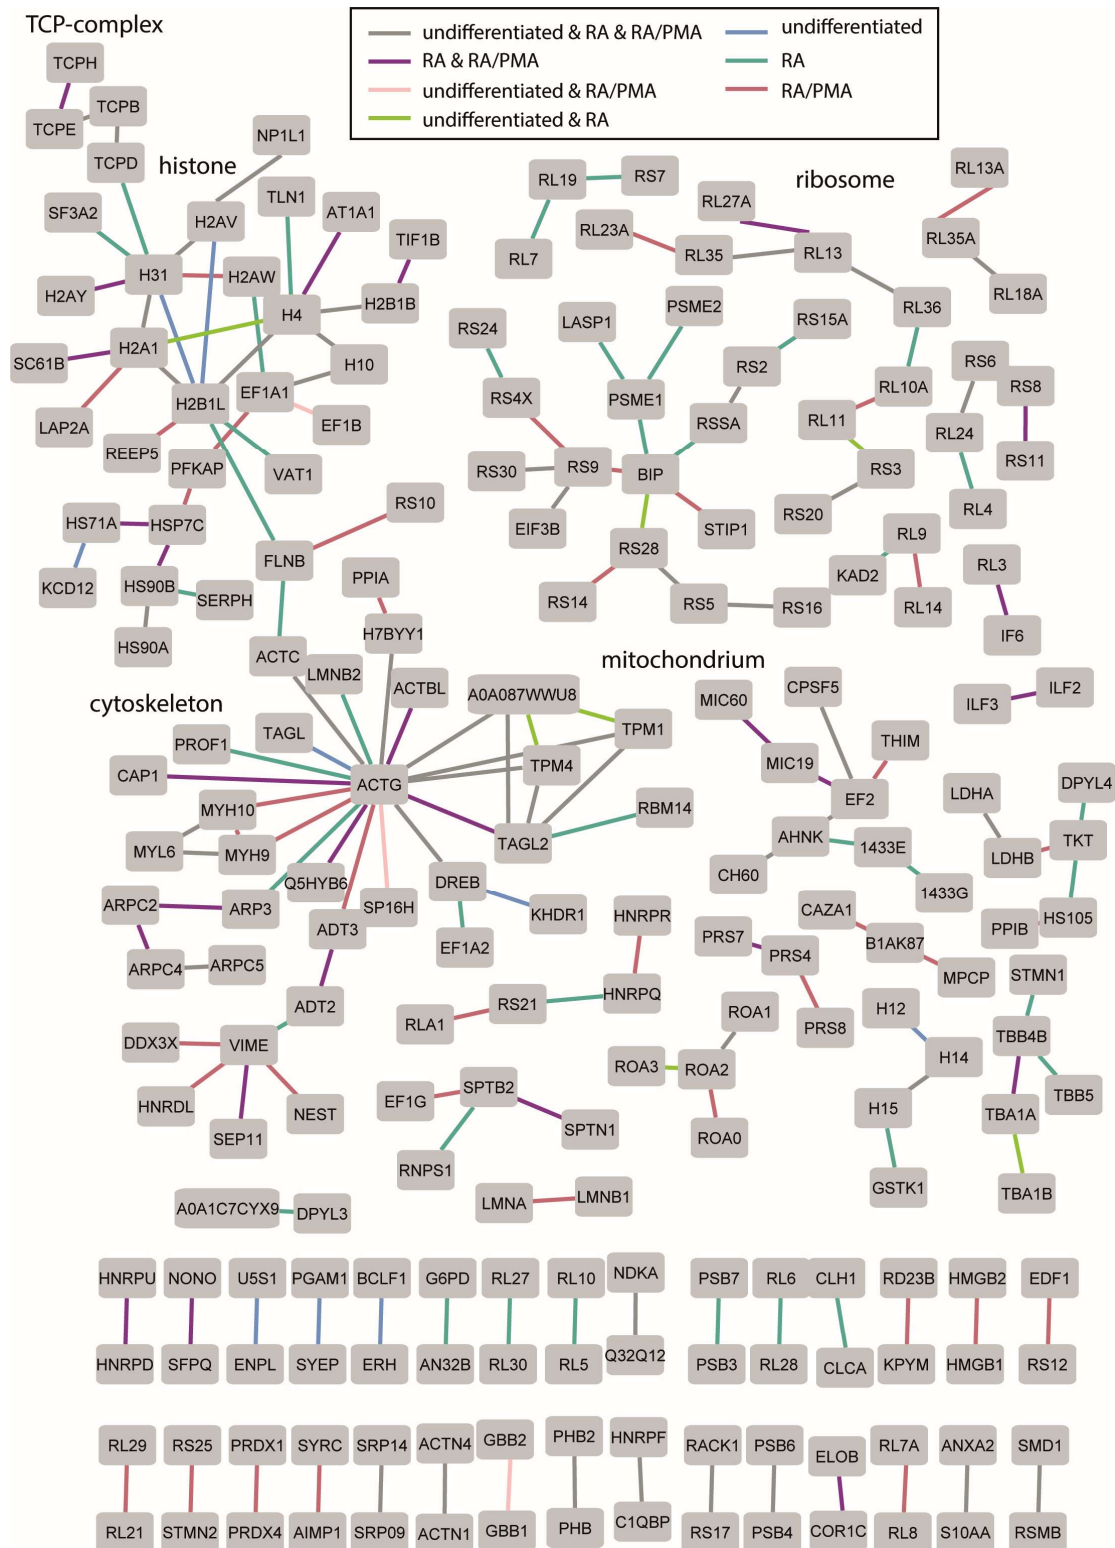 TCP-complex
undifferentiated & RA & RA/PMA
undifferentiated
RA & RA/PMA
RA
undifferentiated & RA/PMA
RA/PMA
undifferentiated & RA
TCPH
TCPB
TCPE
NP1L1
TCPD
histone
ribosome
RL19
RS7
RL13A
SF3A2
H2AV
TLN1
AT1A1
TIF1B
RL27A
RL23A
RL35A
RL7
RL35
RL13
RL18A
H31
H2AW
H2AY
H4
H2B1B
RS24
LASP1
PSME2
RS15A
RL36
SC61B
H2A1
H10
RS2
RS6
RS8
EF1A1
RS4X
PSME1
RL10A
H2B1L
LAP2A
EF1B
RSSA
RL11
RL24
REEP5
RS11
PFKAP
VAT1
RS30
RS9
BIP
RS3
RS10
RS20
RL4
HS71A
HSP7C
EIF3B
STIP1
FLNB
RS28
RL9
KCD12
HS90B
SERPH
PPIA
KAD2
RL3
RS14
RS5
RS16
RL14
HS90A
H7BYY1
IF6
ACTC
LMNB2
ACTBL
mitochondrium
cytoskeleton
A0A087WWU8
MIC60
CPSF5
ILF3
ILF2
PROF1
TAGL
TPM1
THIM
CAP1
ACTG
TPM4
MIC19
DPYL4
MYH10
RBM14
EF2
LDHA
MYL6
MYH9
TAGL2
AHNK
1433E
LDHB
TKT
Q5HYB6
DREB
CH60
1433G
ARPC2
ARP3
SP16H
KHDR1
HNRPR
CAZA1
PPIB
HS105
ADT3
EF1A2
PRS7
PRS4
B1AK87
ARPC4
ARPC5
MPCP
STMN1
ADT2
RS21
HNRPQ
ROA1
H12
RLA1
PRS8
TBB4B
DDX3X
VIME
ROA3
ROA2
H14
SPTB2
TBB5
HNRDL
NEST
EF1G
H15
TBA1A
SEP11
SPTN1
ROA0
RNPS1
GSTK1
TBA1B
A0A1C7CYX9
DPYL3
LMNA
LMNB1
HNRPU
NONO
U5S1
PGAM1
BCLF1
G6PD
RL27
RL10
NDKA
PSB7
RL6
CLH1
RD23B
HMGB2
EDF1
HNRPD
SFPQ
ENPL
SYEP
ERH
AN32B
RL30
RL5
Q32Q12
PSB3
RL28
CLCA
KPYM
HMGB1
RS12
RL29
RS25
PRDX1
SYRC
SRP14
ACTN4
GBB2
PHB2
HNRPF
RACK1
PSB6
ELOB
RL7A
ANXA2
SMD1
RL21
STMN2
PRDX4
AIMP1
SRP09
ACTN1
GBB1
PHB
C1QBP
RS17
PSB4
COR1C
RL8
S10AA
RSMB